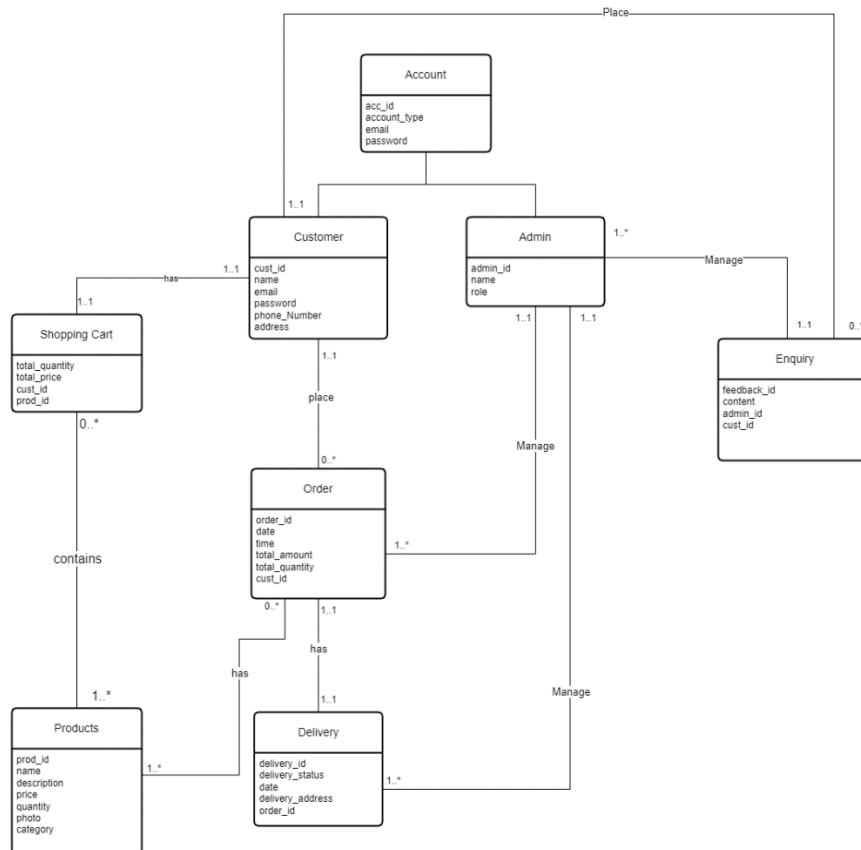 Place
Account
acc_id
account_type
email
password
1..1
Customer
cust_id
name
email
password
phone_Number
address
Admin
admin_id
name
role
1..*
Manage
1..1
has
1..1
Shopping Cart
total_quantity
total_price
cust_id
prod_id
1..1
1..1
1..1
1..1
0..*
Enquiry
feedback_id
content
admin_id
cust_id
0..*
place
Manage
0..*
Order
order_id
date
time
total_amount
total_quantity
cust_id
1..*
contains
0..*
1..1
has
has
Manage
1..*
1..1
Products
prod_id
name
description
price
quantity
photo
category
1..*
Delivery
delivery_id
delivery_status
date
delivery_address
order_id
1..*